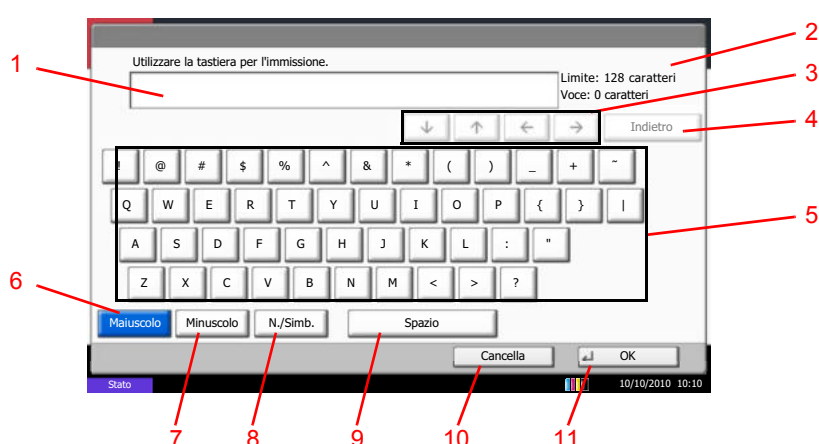 2
Utilizzare la tastiera per l'immissione.
1
Limite: 128 caratteri
3
Voce: 0 caratteri
↓ ↑ ← → Indietro
4
! @ # $ % ^ & * ( ) _ + ~
Q W E R T Y U I O P { } |
5
A S D F G H J K L : "
Z X C V B N M < > ?
6
Maiuscolo Minuscolo N./Simb. Spazio
Cancella ↲ OK
Stato 10/10/2010 10:10
7 8 9 10 11